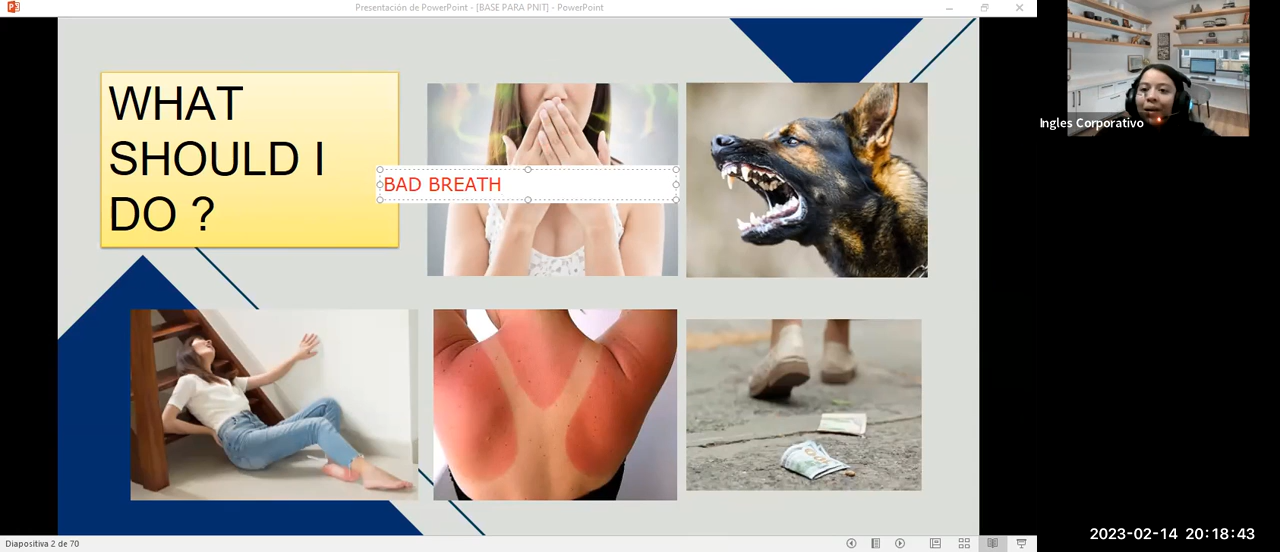 Presentación de PowerPoint - [BASE PARA PNIT] - PowerPoint
WHAT
SHOULD I
DO ?
BAD BREATH
Ingles Corporativo
Diapositiva 2 de 70
2023-02-14 20:18:43